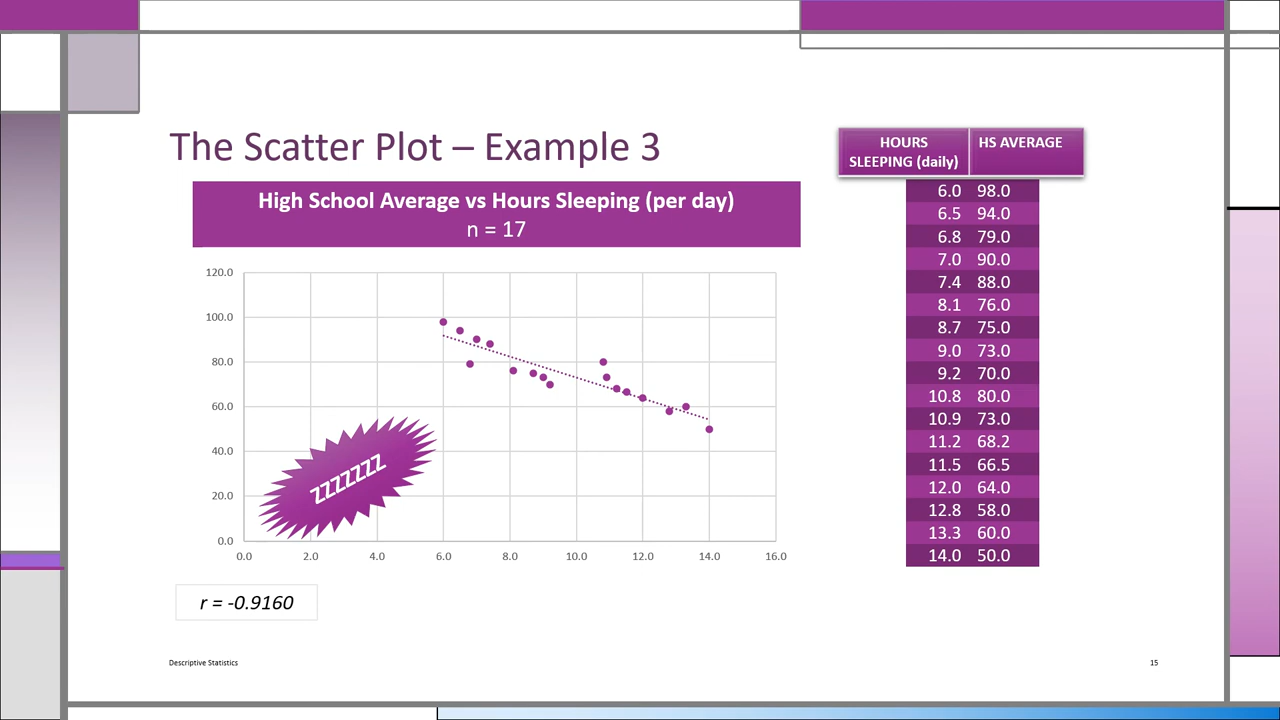 The Scatter Plot – Example 3
High School Average vs Hours Sleeping (per day)
n = 17
120.0
100.0
80.0
60.0
40.0
20.0
0.0
0.0 2.0 4.0 6.0 8.0 10.0 12.0 14.0 16.0
ZZZZZZZ
r = -0.9160
HOURS HS AVERAGE
SLEEPING (daily)
6.0 98.0
6.5 94.0
6.8 79.0
7.0 90.0
7.4 88.0
8.1 76.0
8.7 75.0
9.0 73.0
9.2 70.0
10.8 80.0
10.9 73.0
11.2 68.2
11.5 66.5
12.0 64.0
12.8 58.0
13.3 60.0
14.0 50.0
Descriptive Statistics
15